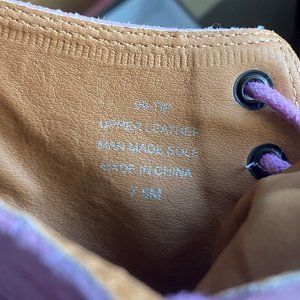 UPPER LEATHER
MAN MADE SOLE
MADE IN CHINA
7.5M